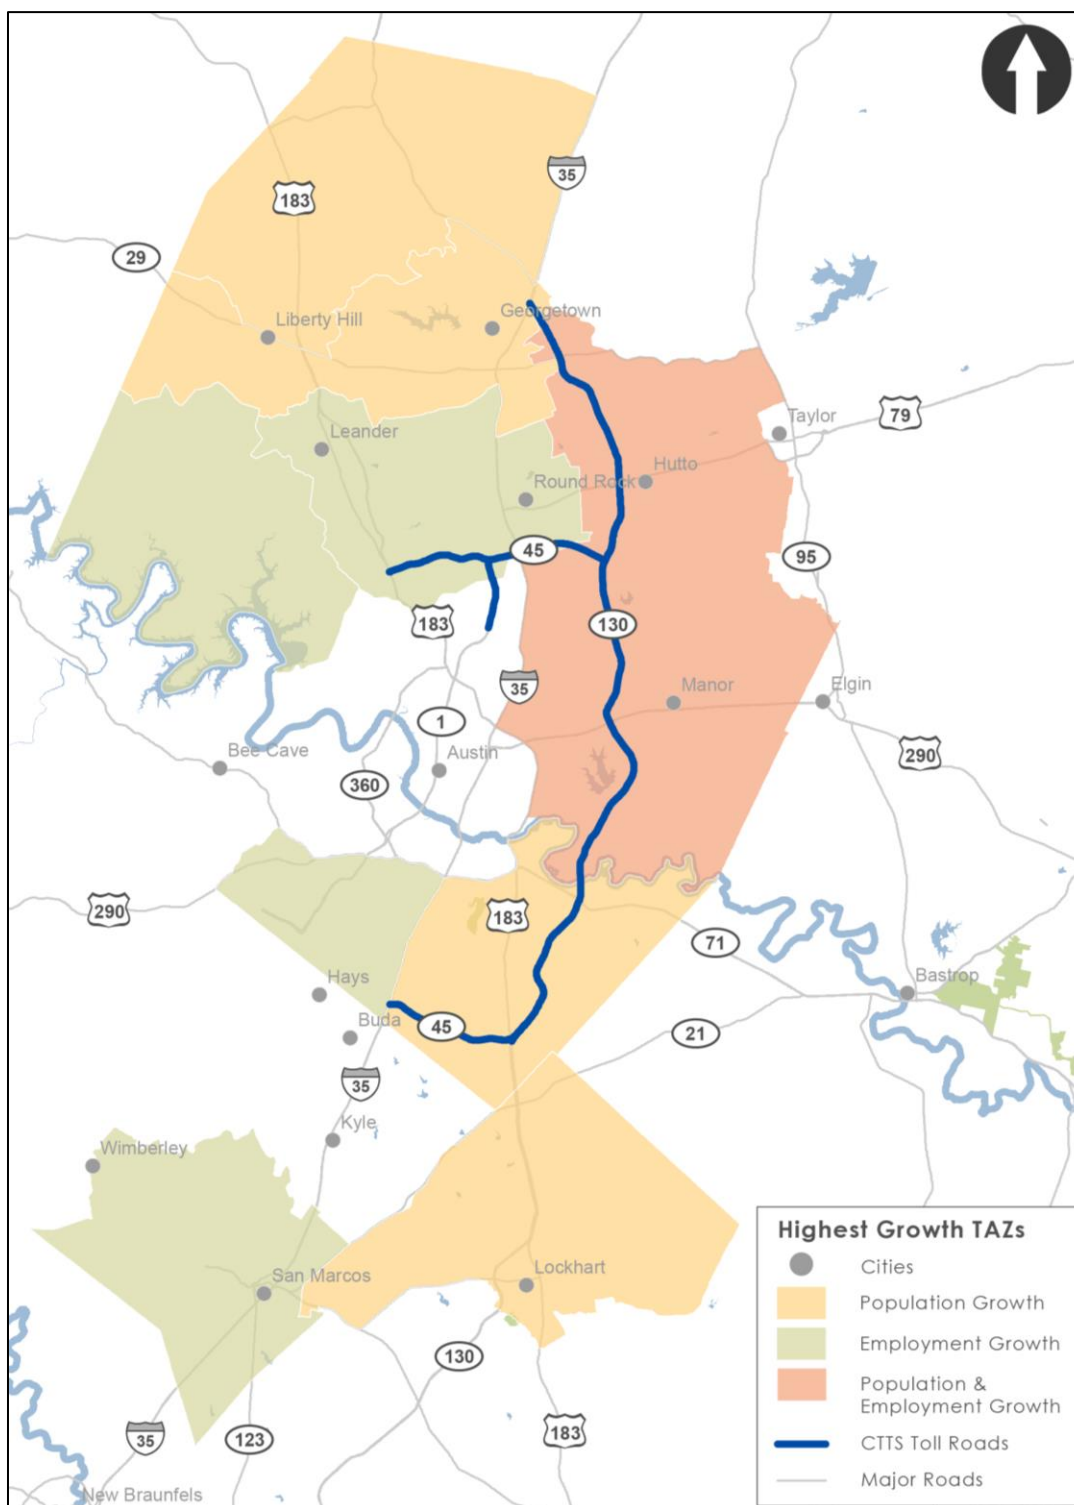 35
183
29
Georgetown
Liberty Hill
Taylor
79
Leander
Hutto
Round Rock
45
95
183
130
35
Manor
Elgin
1
Bee Cave
Austin
290
360
290
183
71
Hays
Bastrop
45
Buda
21
35
Kyle
Wimberley
Highest Growth TAZs
Cities
San Marcos
Lockhart
Population Growth
Employment Growth
130
Population &
Employment Growth
35
123
183
CTTS Toll Roads
Major Roads
New Braunfels